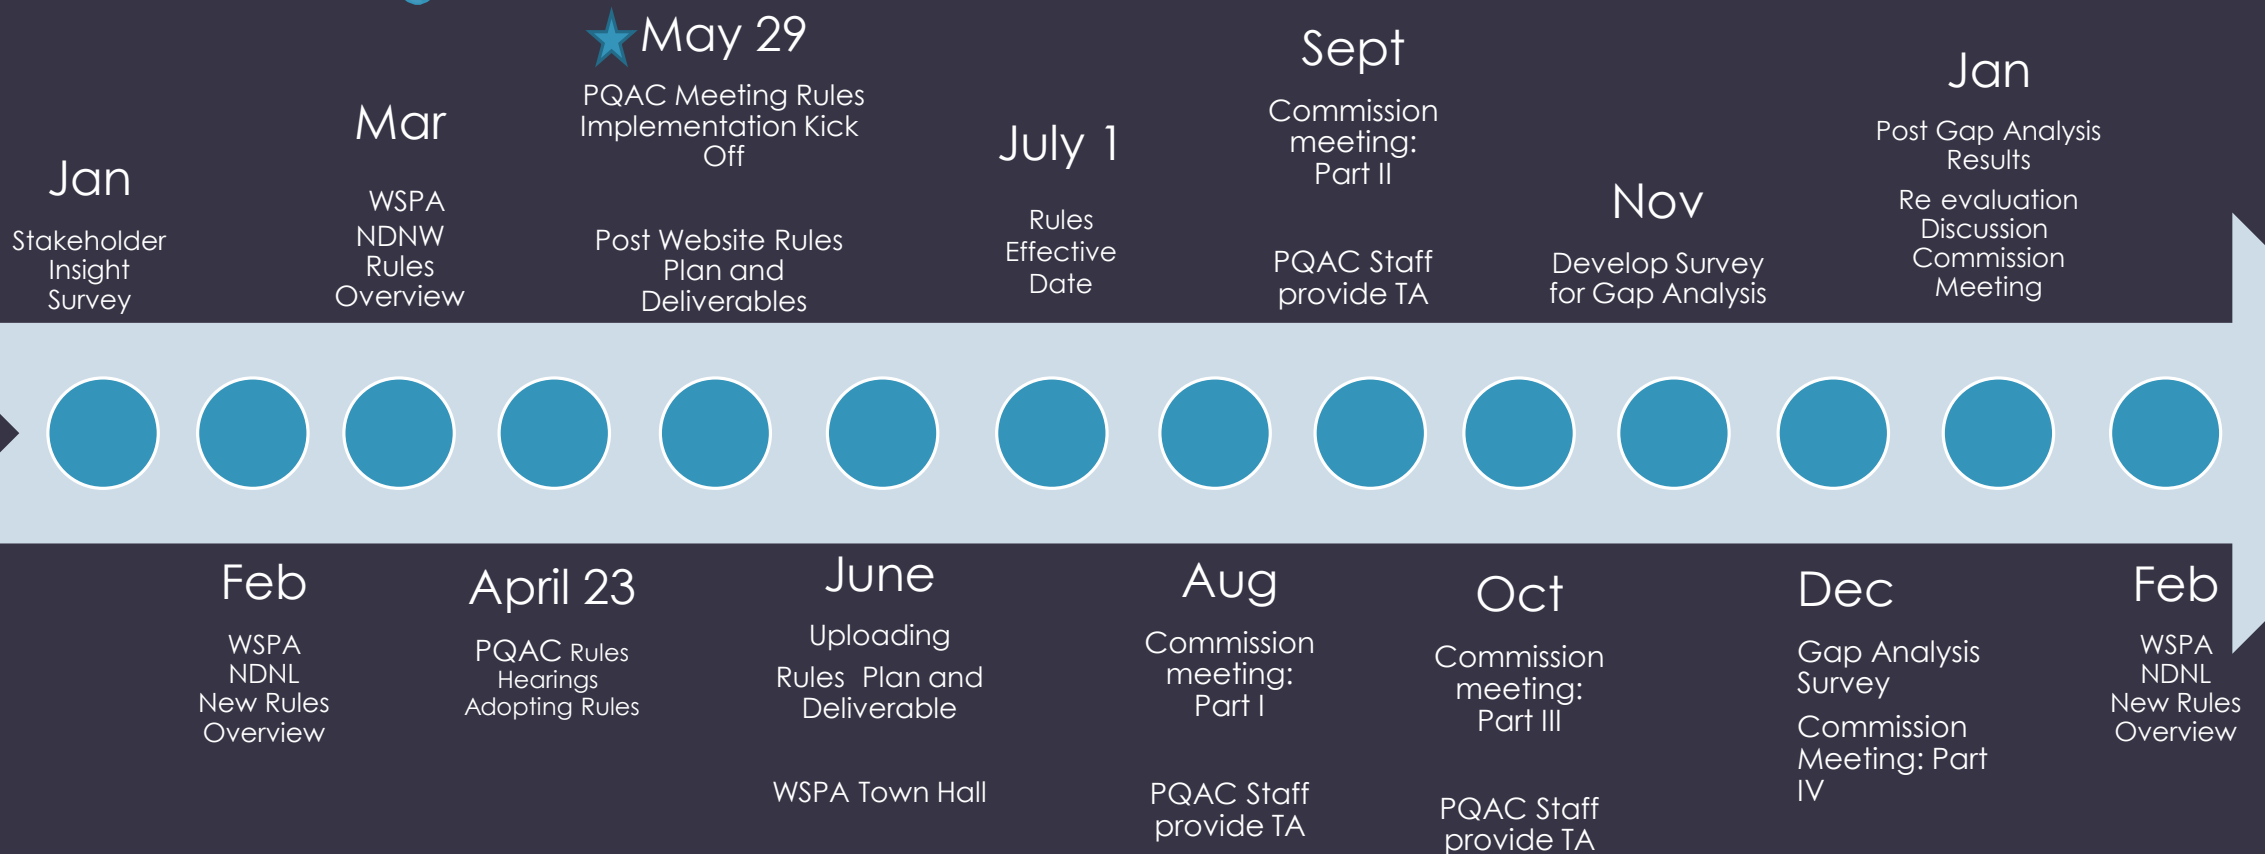 Jan
Stakeholder
Insight
Survey
Feb
WSPA
NDNL
New Rules
Overview
Mar
WSPA
NDNW
Rules
Overview
April 23
PQAC Rules
Hearings
Adopting Rules
May 29
PQAC Meeting Rules
Implementation Kick
Off
Post Website Rules
Plan and
Deliverables
June
Uploading
Rules Plan and
Deliverable
WSPA Town Hall
July 1
Rules
Effective
Date
Aug
Commission
meeting:
Part I
PQAC Staff
provide TA
Sept
Commission
meeting:
Part II
PQAC Staff
provide TA
Oct
Commission
meeting:
Part III
PQAC Staff
provide TA
Nov
Develop Survey
for Gap Analysis
Dec
Gap Analysis
Survey
Commission
Meeting: Part
IV
Jan
Post Gap Analysis
Results
Re evaluation
Discussion
Commission
Meeting
Feb
WSPA
NDNL
New Rules
Overview